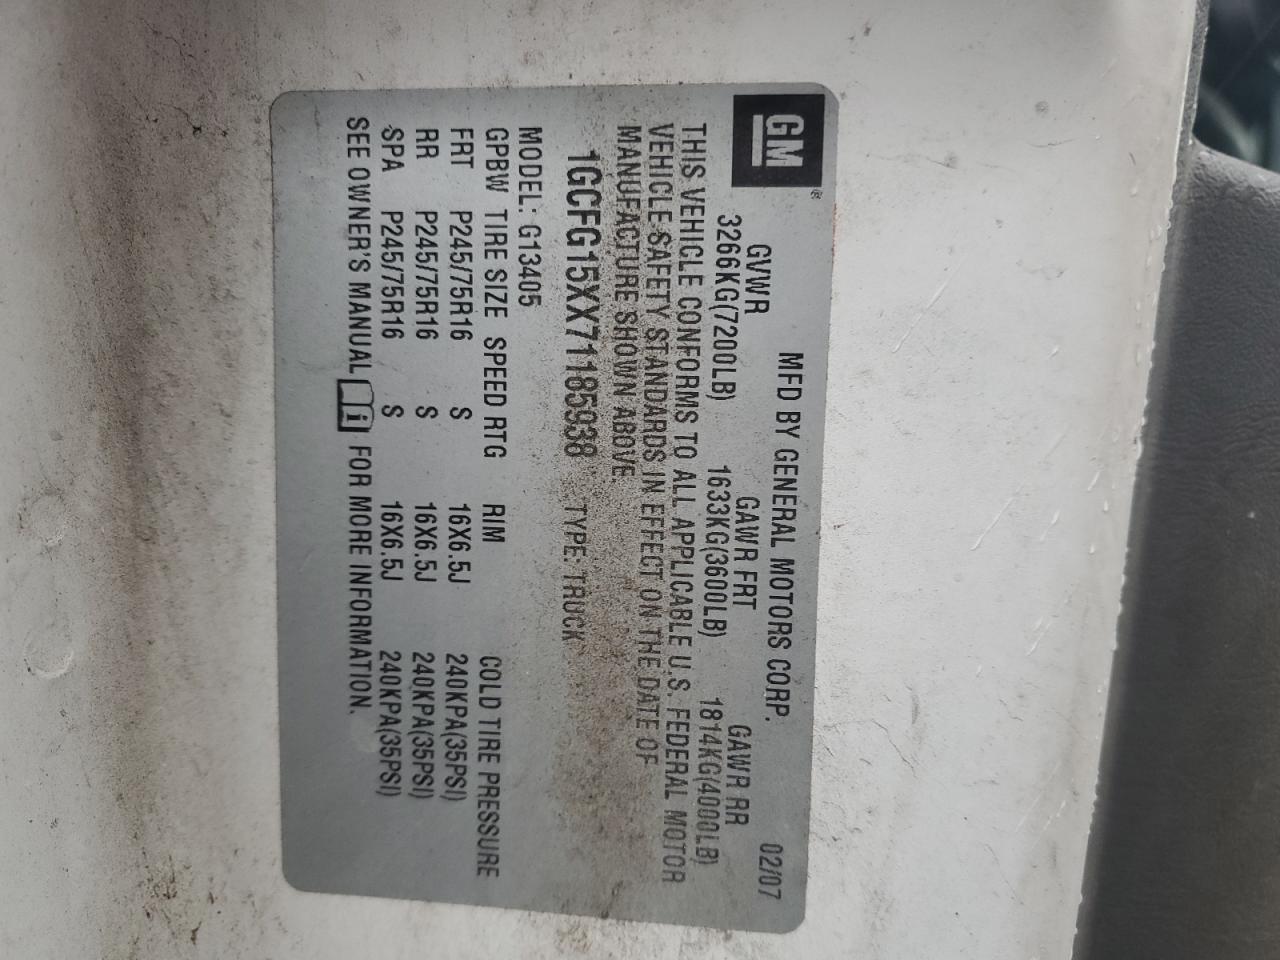 GM®
MFD BY GENERAL MOTORS CORP. 02/07
GVWR GAWR FRT GAWR RR
3266KG(7200LB) 1633KG(3600LB) 1814KG(4000LB)
THIS VEHICLE CONFORMS TO ALL APPLICABLE U.S. FEDERAL MOTOR
VEHICLE SAFETY STANDARDS IN EFFECT ON THE DATE OF
MANUFACTURE SHOWN ABOVE.
1GCFG15XX71185938 TYPE: TRUCK
MODEL: G13405
GPBW TIRE SIZE SPEED RTG RIM COLD TIRE PRESSURE
FRT P245/75R16 S 16X6.5J 240KPA(35PSI)
RR P245/75R16 S 16X6.5J 240KPA(35PSI)
SPA P245/75R16 S 16X6.5J 240KPA(35PSI)
SEE OWNER'S MANUAL i FOR MORE INFORMATION.